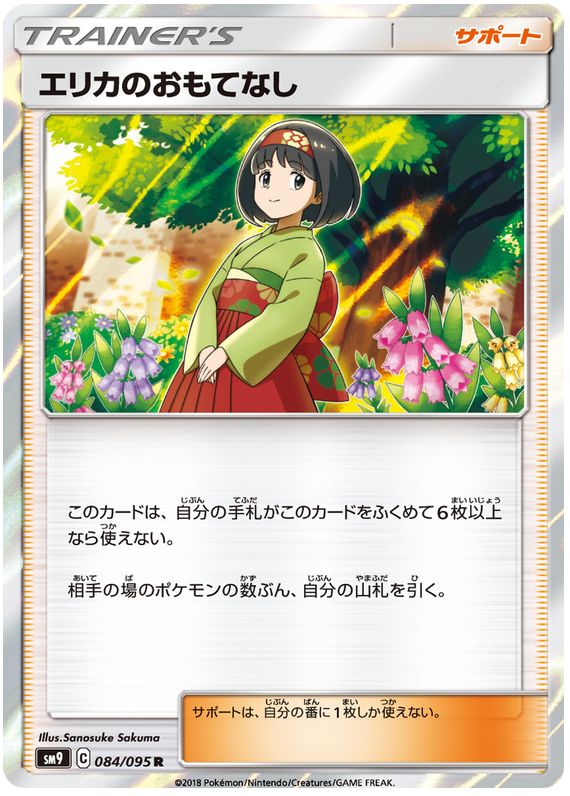 TRAINER'S サポート
エリカのおもてなし
このカードは、自分の手札がこのカードをふくめて6枚以上
なら使えない。
相手の場のポケモンの数ぶん、自分の山札を引く。
サポートは、自分の番に1枚しか使えない。
Illus.Sanosuke Sakuma
SM9 C 084/095 R
©2018 Pokémon/Nintendo/Creatures/GAME FREAK.